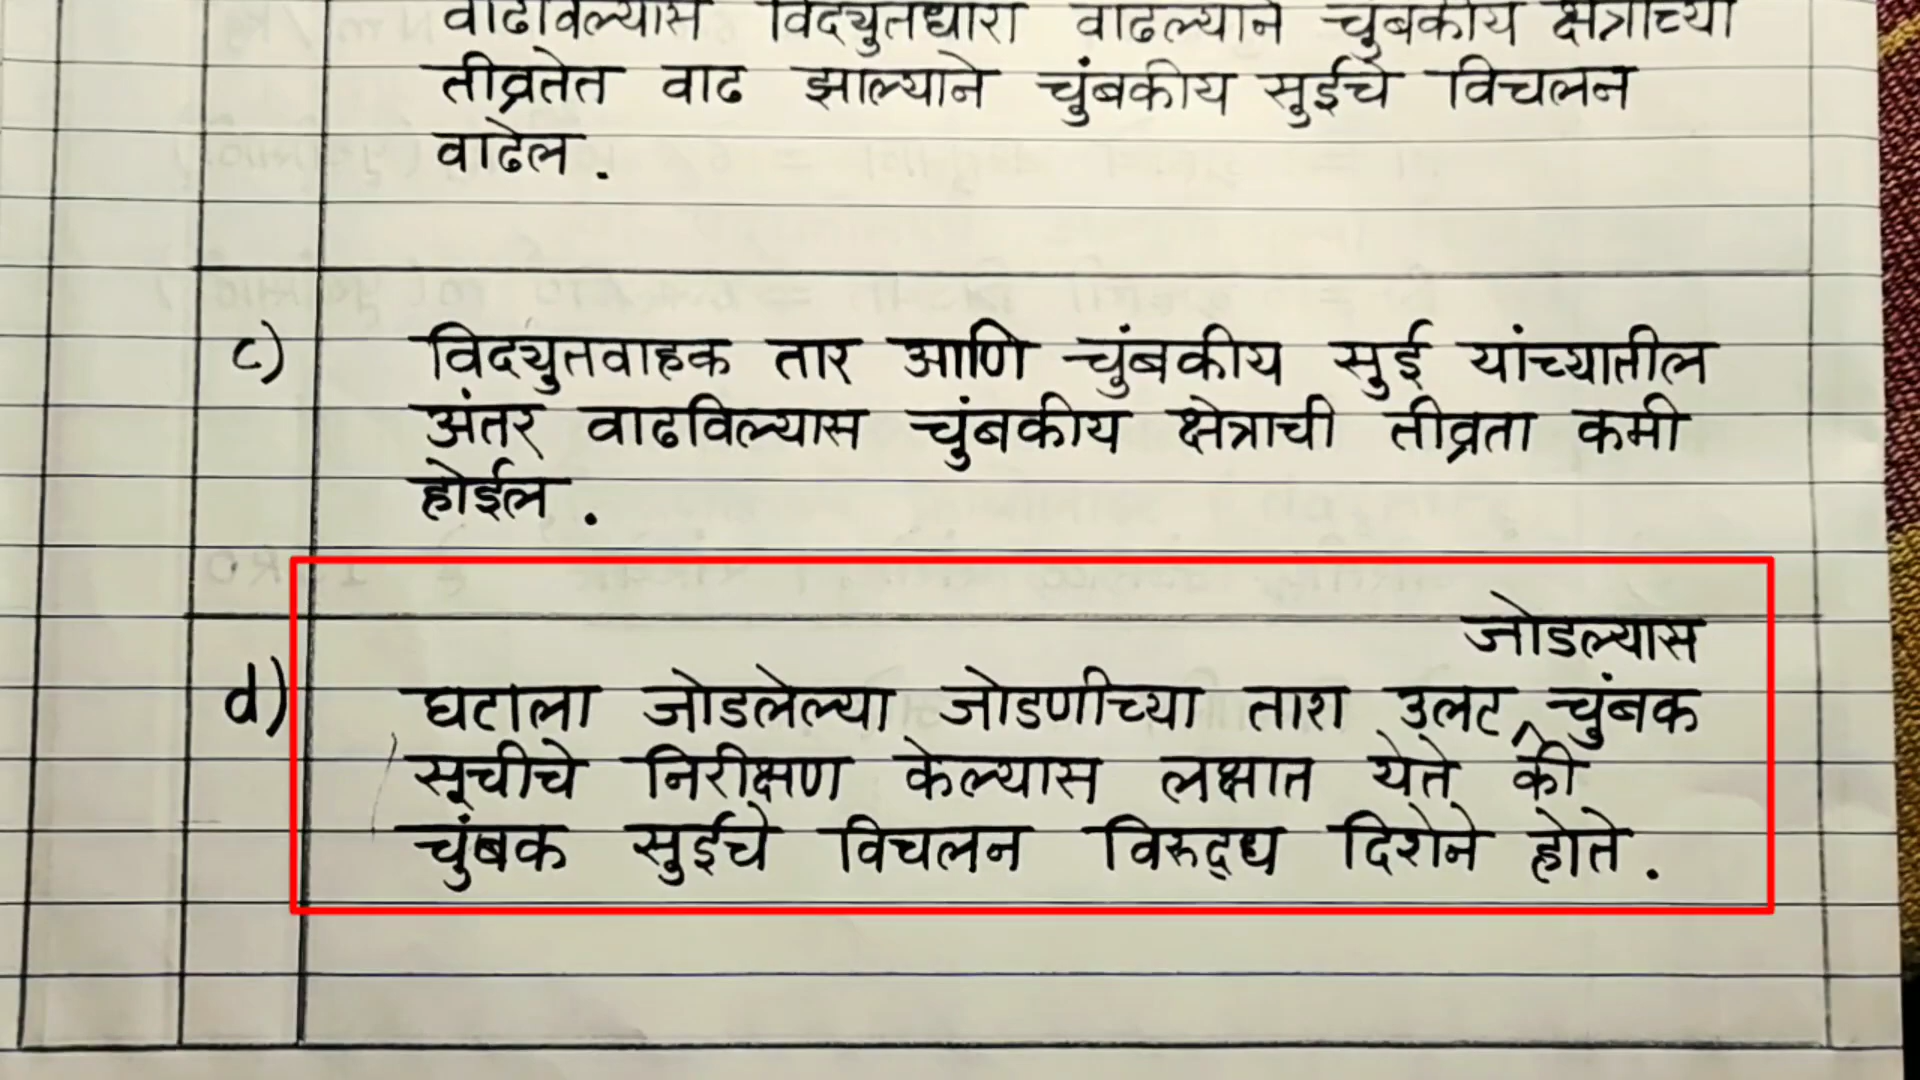 वाढविल्यास विद्युतधारा वाढल्याने चुंबकीय क्षेत्राच्या
तीव्रतेत वाढ झाल्याने चुंबकीय सुईचे विचलन
वाढेल.
c) विद्युतवाहक तार आणि चुंबकीय सुई यांच्यातील
अंतर वाढविल्यास चुंबकीय क्षेत्राची तीव्रता कमी
होईल.
जोडल्यास
d) घटाला जोडलेल्या जोडणीच्या तारा उलट ^ चुंबक
सूचीचे निरीक्षण केल्यास लक्षात येते की
चुंबक सुईचे विचलन विरुद्ध दिशेने होते.